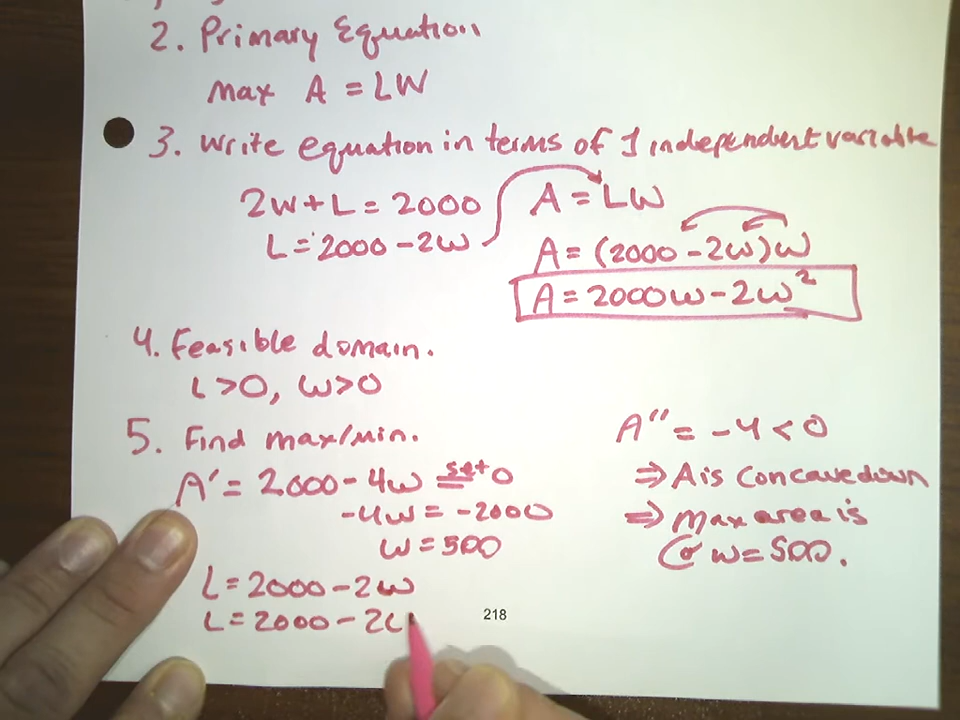 2. Primary Equation
max A = LW
3. Write equation in terms of 1 independent variable
2W + L = 2000
L = 2000 - 2W
A = LW
A = (2000 - 2W)W
A = 2000W - 2W²
4. Feasible domain.
L > 0, W > 0
5. Find max/min.
A' = 2000 - 4W set = 0
-4W = -2000
W = 500
L = 2000 - 2W
L = 2000 - 2(
A'' = -4 < 0
⇒ A is Concave down
⇒ Max area is
@ W = 500.
218